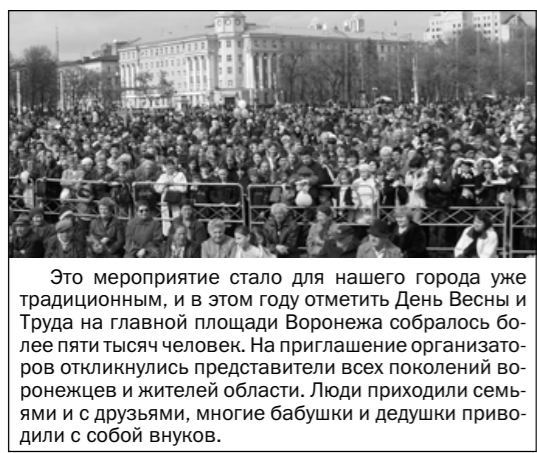 Это мероприятие стало для нашего города уже
традиционным, и в этом году отметить День Весны и
Труда на главной площади Воронежа собралось бо-
лее пяти тысяч человек. На приглашение организато-
ров откликнулись представители всех поколений во-
ронежцев и жителей области. Люди приходили семь-
ями и с друзьями, многие бабушки и дедушки приво-
дили с собой внуков.